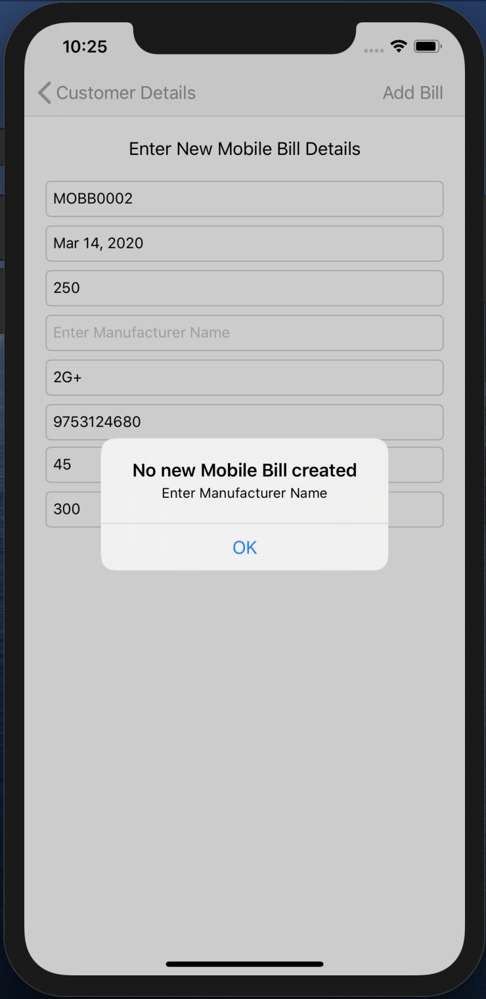 10:25
Customer Details
Add Bill
Enter New Mobile Bill Details
MOBB0002
Mar 14, 2020
250
Enter Manufacturer Name
2G+
9753124680
45
300
No new Mobile Bill created
Enter Manufacturer Name
OK